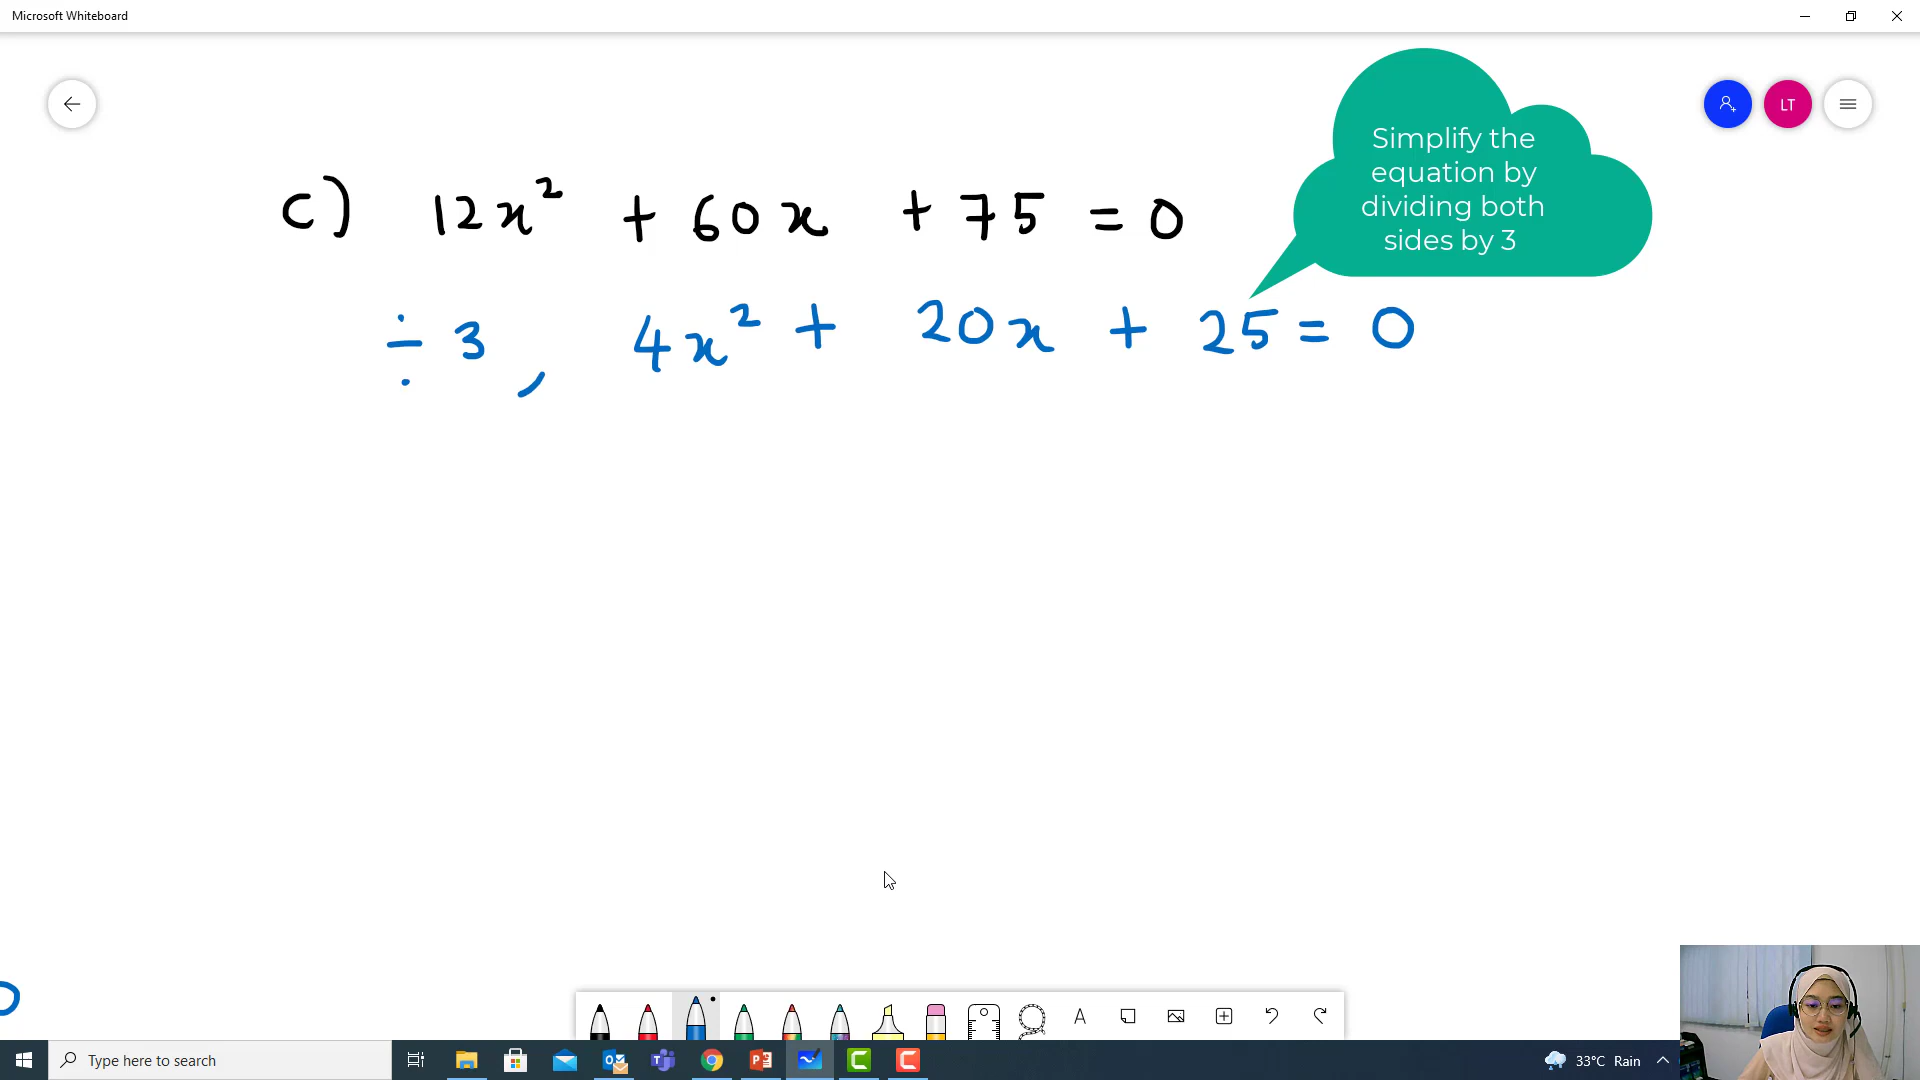 Microsoft Whiteboard
LT
Simplify the
equation by
dividing both
sides by 3
c) 12x² + 60x + 75 = 0
÷ 3 , 4x² + 20x + 25 = 0
A
Type here to search
33°C Rain